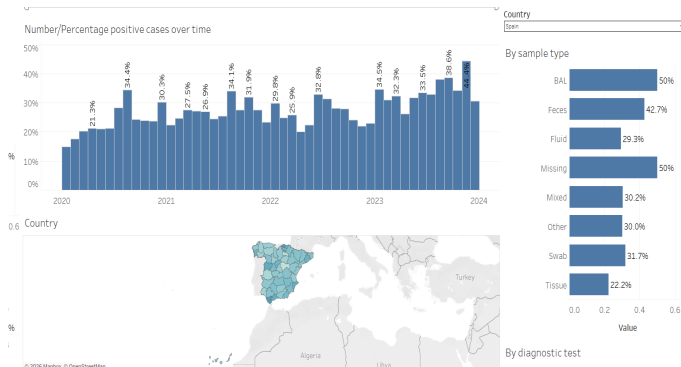 Country
Spain
Number/Percentage positive cases over time
50%
40%
30%
20%
10%
0%
21.3%
34.4%
30.3%
27.5%
26.9%
34.1%
31.9%
29.8%
25.9%
32.8%
34.5%
32.3%
33.5%
38.6%
44.4%
2020
2021
2022
2023
2024
%
0.6
%
Country
Turkey
Algeria
Libya
© 2026 Mapbox © OpenStreetMap
By sample type
BAL 50%
Feces 42.7%
Fluid 29.3%
Missing 50%
Mixed 30.2%
Other 30.0%
Swab 31.7%
Tissue 22.2%
0.0 0.2 0.4 0.6
Value
By diagnostic test